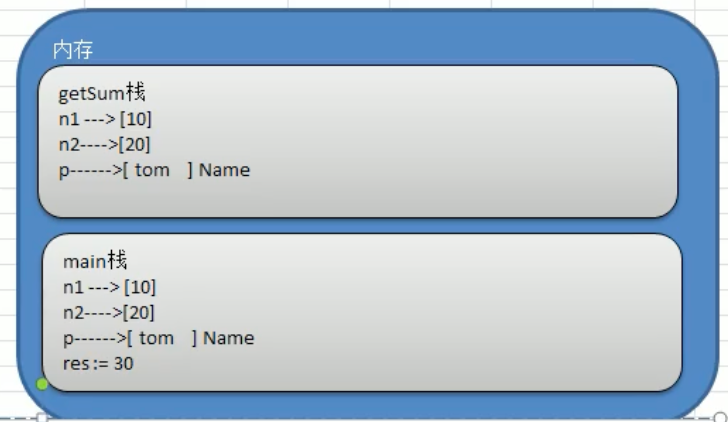 内存
getSum栈
n1 ---> [10]
n2---->[20]
p------>[ tom ] Name
main栈
n1 ---> [10]
n2---->[20]
p------>[ tom ] Name
res := 30